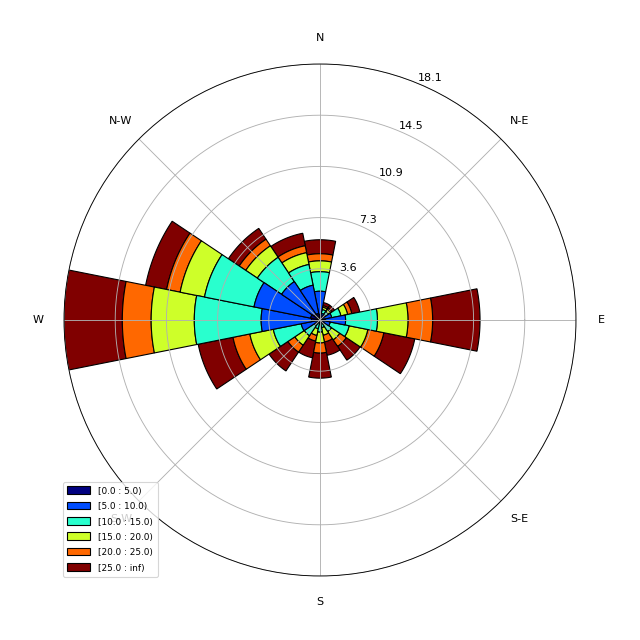 N
18.1
N-W
N-E
14.5
10.9
7.3
3.6
W
E
[0.0 : 5.0)
[5.0 : 10.0)
[10.0 : 15.0)
S-W
S-E
[15.0 : 20.0)
[20.0 : 25.0)
[25.0 : inf)
S